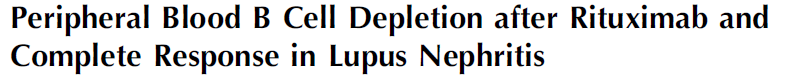 Peripheral Blood B Cell Depletion after Rituximab and
Complete Response in Lupus Nephritis